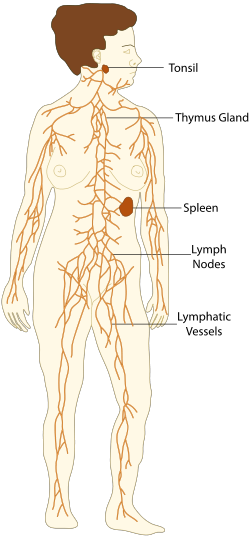 Tonsil
Thymus Gland
Spleen
Lymph
Nodes
Lymphatic
Vessels